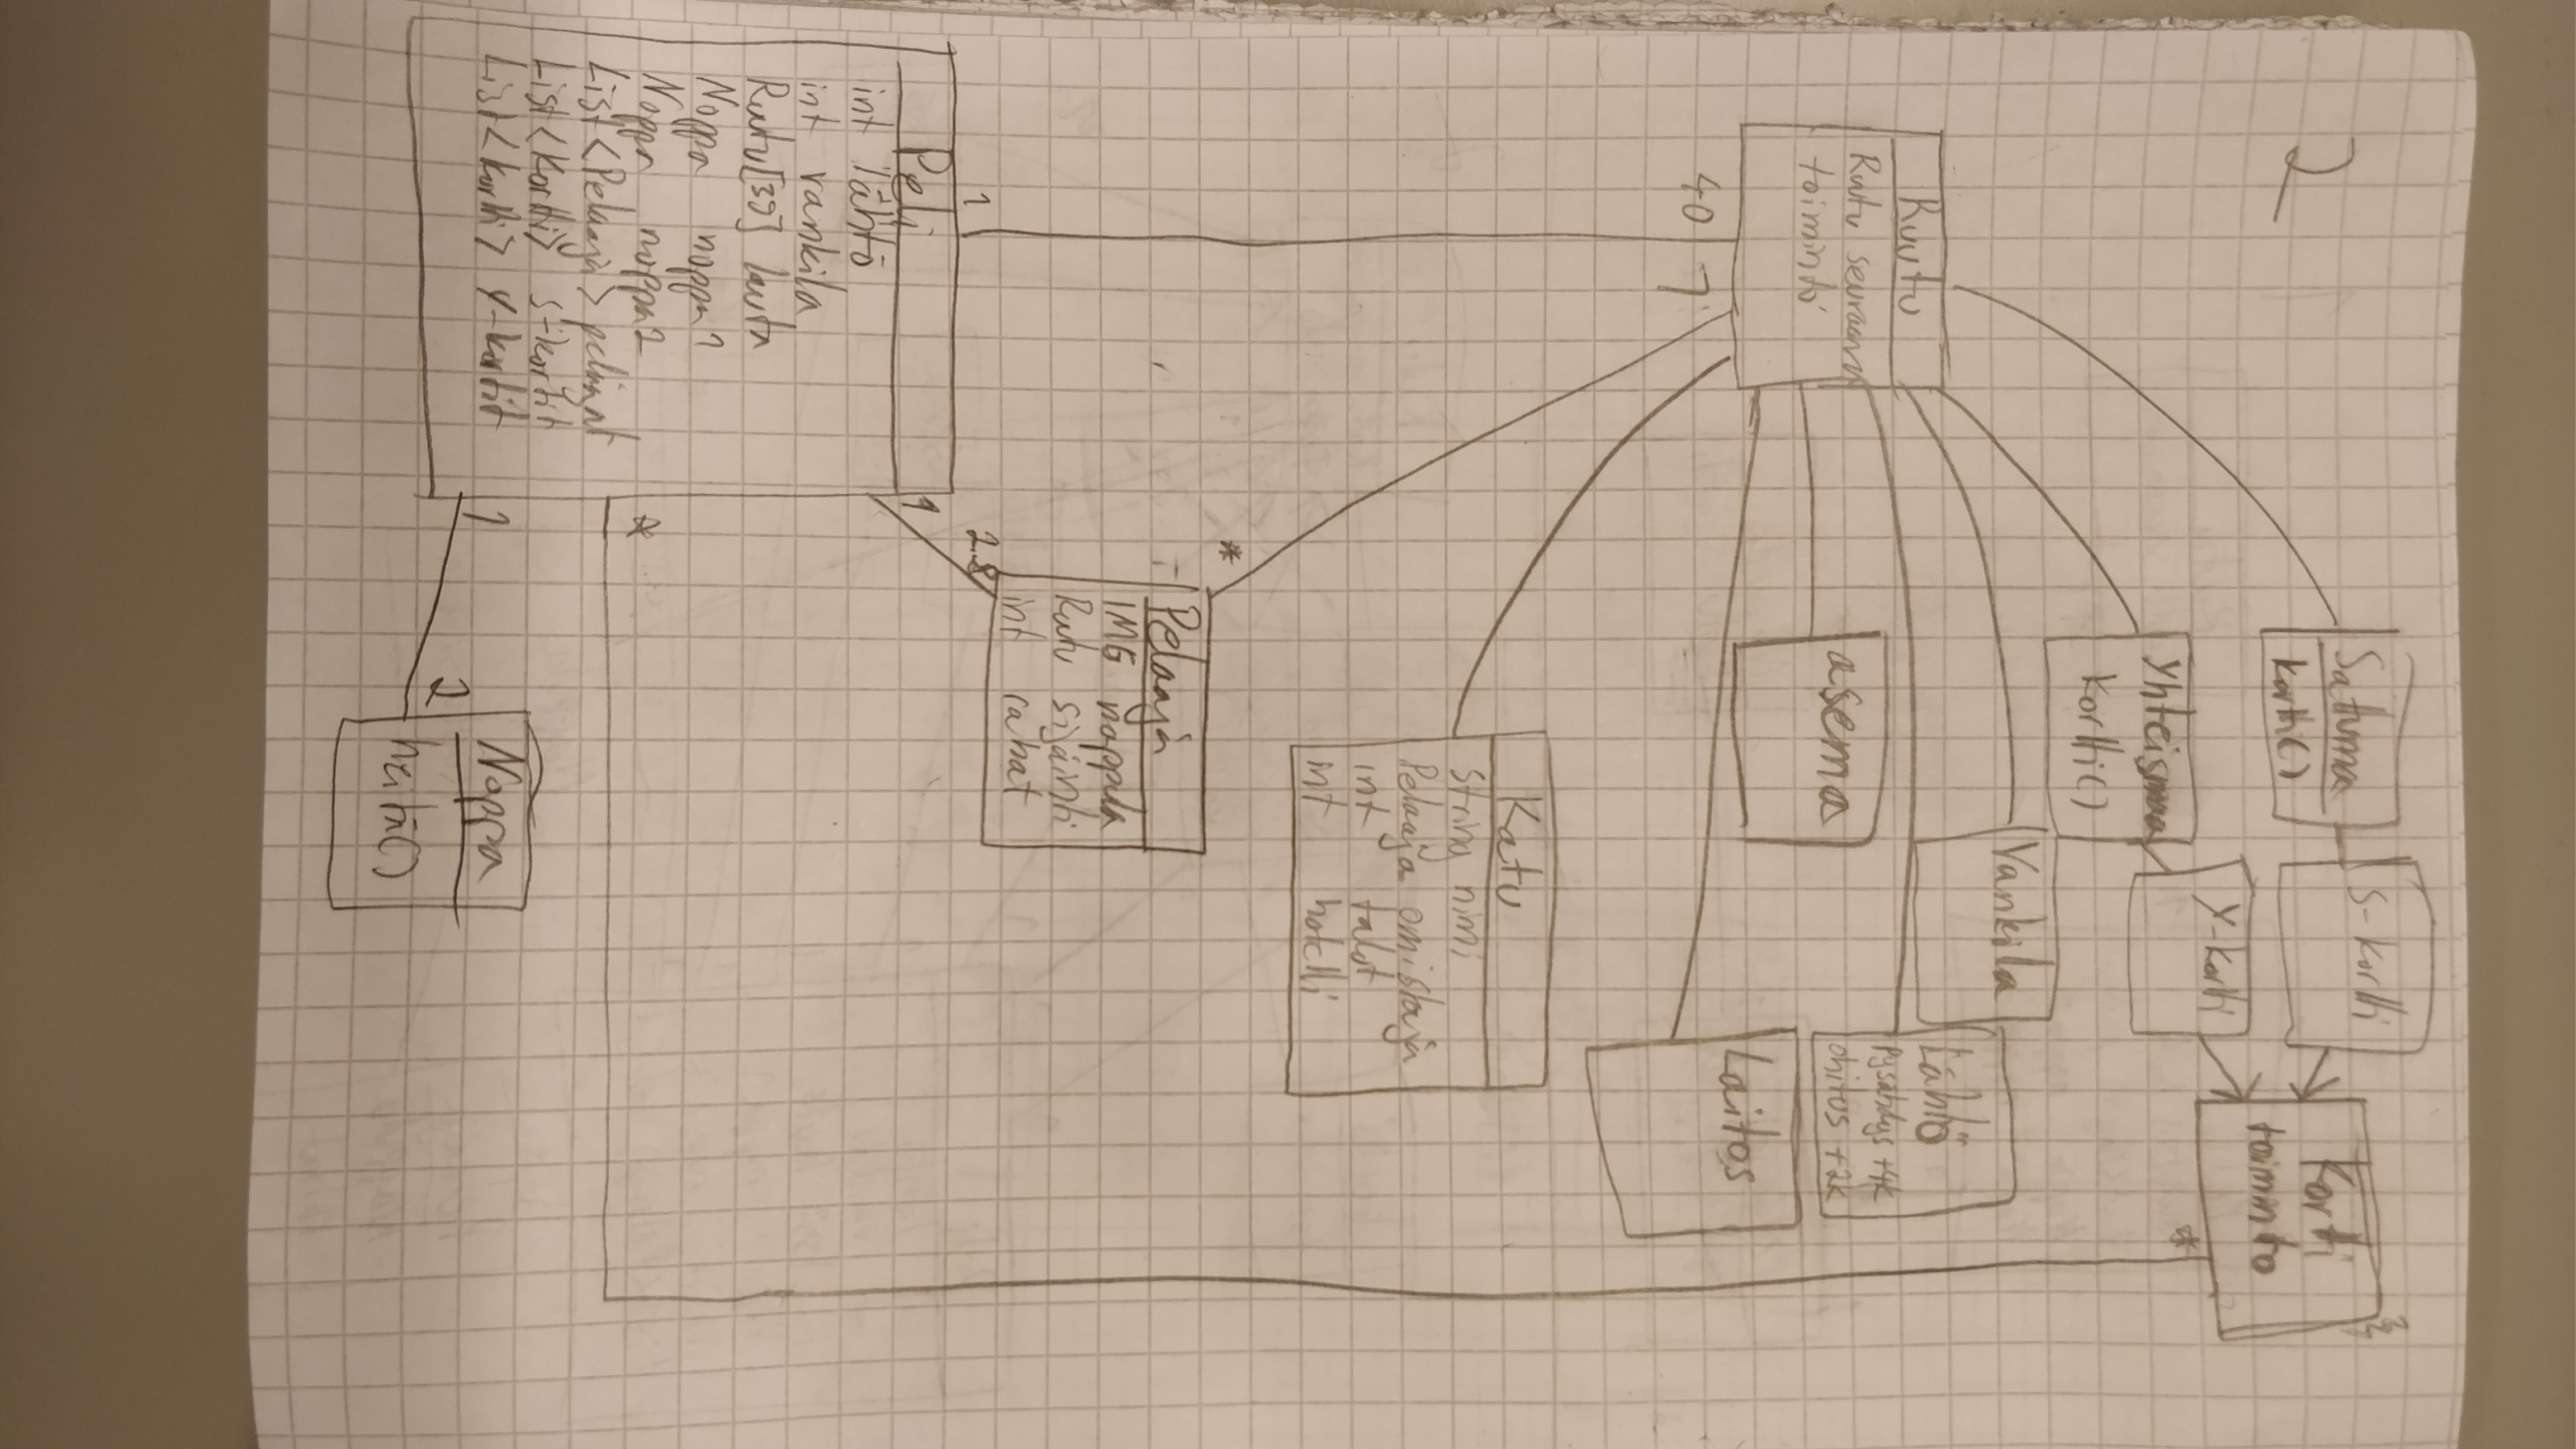 2
Sattuma
kortti()
S-kortti
Kortti
toiminto
*
Yhteismaa
kortti()
Y-kortti
Vankila
Lähtö
pysähdys +4k
ohitus +2k
Ruutu
Ruutu seuraava
toiminto
asema
Laitos
40
1
Katu
String nimi
Pelaaja omistaja
int talot
int hotelli
*
Pelaaja
IMG nappula
Ruutu sijainti
int rahat
2..8
1
1
Peli
int lähtö
int vankila
Ruutu[39] lauta
Noppa noppa1
Noppa noppa2
List<Pelaaja> pelaajat
List<Kortti> s-kortit
List<kortti> y-kortit
*
1
2
Noppa
heitä()